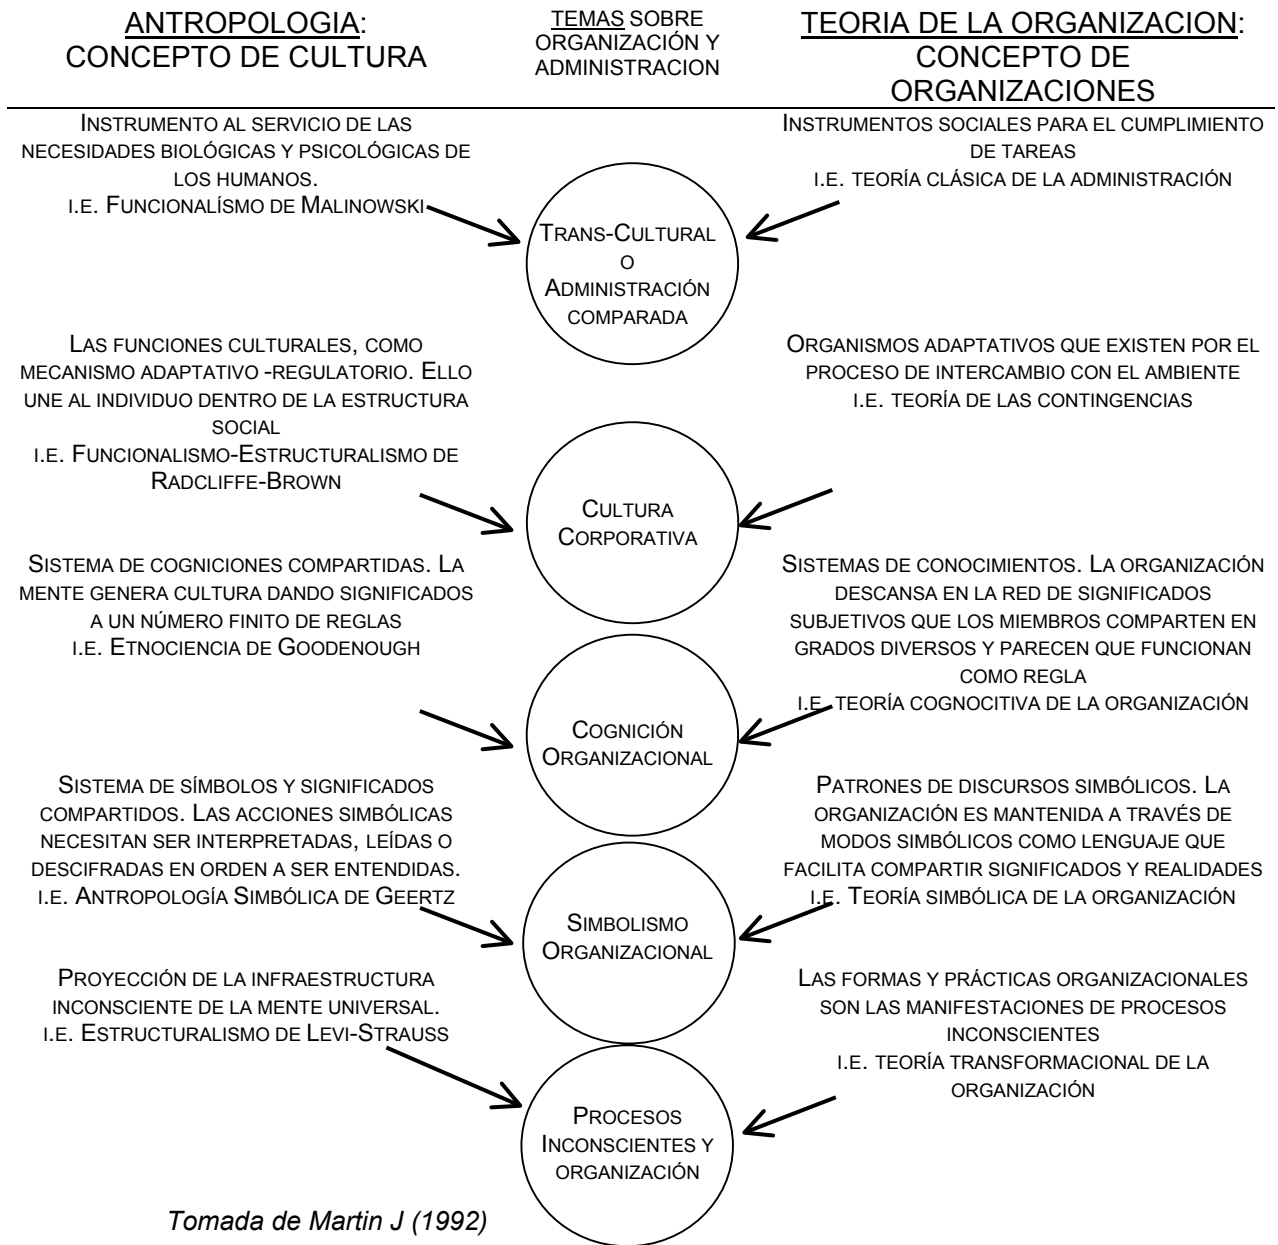 ANTROPOLOGIA:
CONCEPTO DE CULTURA
TEMAS SOBRE
ORGANIZACIÓN Y
ADMINISTRACION
TEORIA DE LA ORGANIZACION:
CONCEPTO DE
ORGANIZACIONES
INSTRUMENTO AL SERVICIO DE LAS
NECESIDADES BIOLÓGICAS Y PSICOLÓGICAS DE
LOS HUMANOS.
I.E. FUNCIONALÍSMO DE MALINOWSKI
TRANS-CULTURAL
O
ADMINISTRACIÓN
COMPARADA
INSTRUMENTOS SOCIALES PARA EL CUMPLIMIENTO
DE TAREAS
I.E. TEORÍA CLÁSICA DE LA ADMINISTRACIÓN
LAS FUNCIONES CULTURALES, COMO
MECANISMO ADAPTATIVO -REGULATORIO. ELLO
UNE AL INDIVIDUO DENTRO DE LA ESTRUCTURA
SOCIAL
I.E. FUNCIONALISMO-ESTRUCTURALISMO DE
RADCLIFFE-BROWN
CULTURA
CORPORATIVA
ORGANISMOS ADAPTATIVOS QUE EXISTEN POR EL
PROCESO DE INTERCAMBIO CON EL AMBIENTE
I.E. TEORÍA DE LAS CONTINGENCIAS
SISTEMA DE COGNICIONES COMPARTIDAS. LA
MENTE GENERA CULTURA DANDO SIGNIFICADOS
A UN NÚMERO FINITO DE REGLAS
I.E. ETNOCIENCIA DE GOODENOUGH
COGNICIÓN
ORGANIZACIONAL
SISTEMAS DE CONOCIMIENTOS. LA ORGANIZACIÓN
DESCANSA EN LA RED DE SIGNIFICADOS
SUBJETIVOS QUE LOS MIEMBROS COMPARTEN EN
GRADOS DIVERSOS Y PARECEN QUE FUNCIONAN
COMO REGLA
I.E. TEORÍA COGNOCITIVA DE LA ORGANIZACIÓN
SISTEMA DE SÍMBOLOS Y SIGNIFICADOS
COMPARTIDOS. LAS ACCIONES SIMBÓLICAS
NECESITAN SER INTERPRETADAS, LEÍDAS O
DESCIFRADAS EN ORDEN A SER ENTENDIDAS.
I.E. ANTROPOLOGÍA SIMBÓLICA DE GEERTZ
SIMBOLISMO
ORGANIZACIONAL
PATRONES DE DISCURSOS SIMBÓLICOS. LA
ORGANIZACIÓN ES MANTENIDA A TRAVÉS DE
MODOS SIMBÓLICOS COMO LENGUAJE QUE
FACILITA COMPARTIR SIGNIFICADOS Y REALIDADES
I.E. TEORÍA SIMBÓLICA DE LA ORGANIZACIÓN
PROYECCIÓN DE LA INFRAESTRUCTURA
INCONSCIENTE DE LA MENTE UNIVERSAL.
I.E. ESTRUCTURALISMO DE LEVI-STRAUSS
PROCESOS
INCONSCIENTES Y
ORGANIZACIÓN
LAS FORMAS Y PRÁCTICAS ORGANIZACIONALES
SON LAS MANIFESTACIONES DE PROCESOS
INCONSCIENTES
I.E. TEORÍA TRANSFORMACIONAL DE LA
ORGANIZACIÓN
Tomada de Martin J (1992)